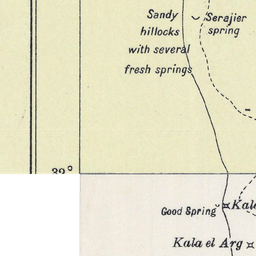 Sandy
hillocks
with several
fresh springs
Serajier
spring
Good Spring
Kala el Arg